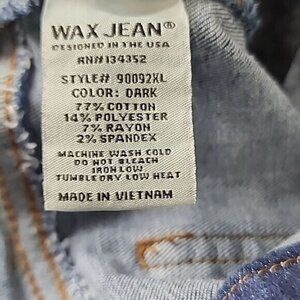 WAX JEAN®
DESIGNED IN THE USA
RN#134352
STYLE# 90092XL
COLOR: DARK
77% COTTON
14% POLYESTER
7% RAYON
2% SPANDEX
MACHINE WASH COLD
DO NOT BLEACH
IRON LOW
TUMBLE DRY LOW HEAT
MADE IN VIETNAM